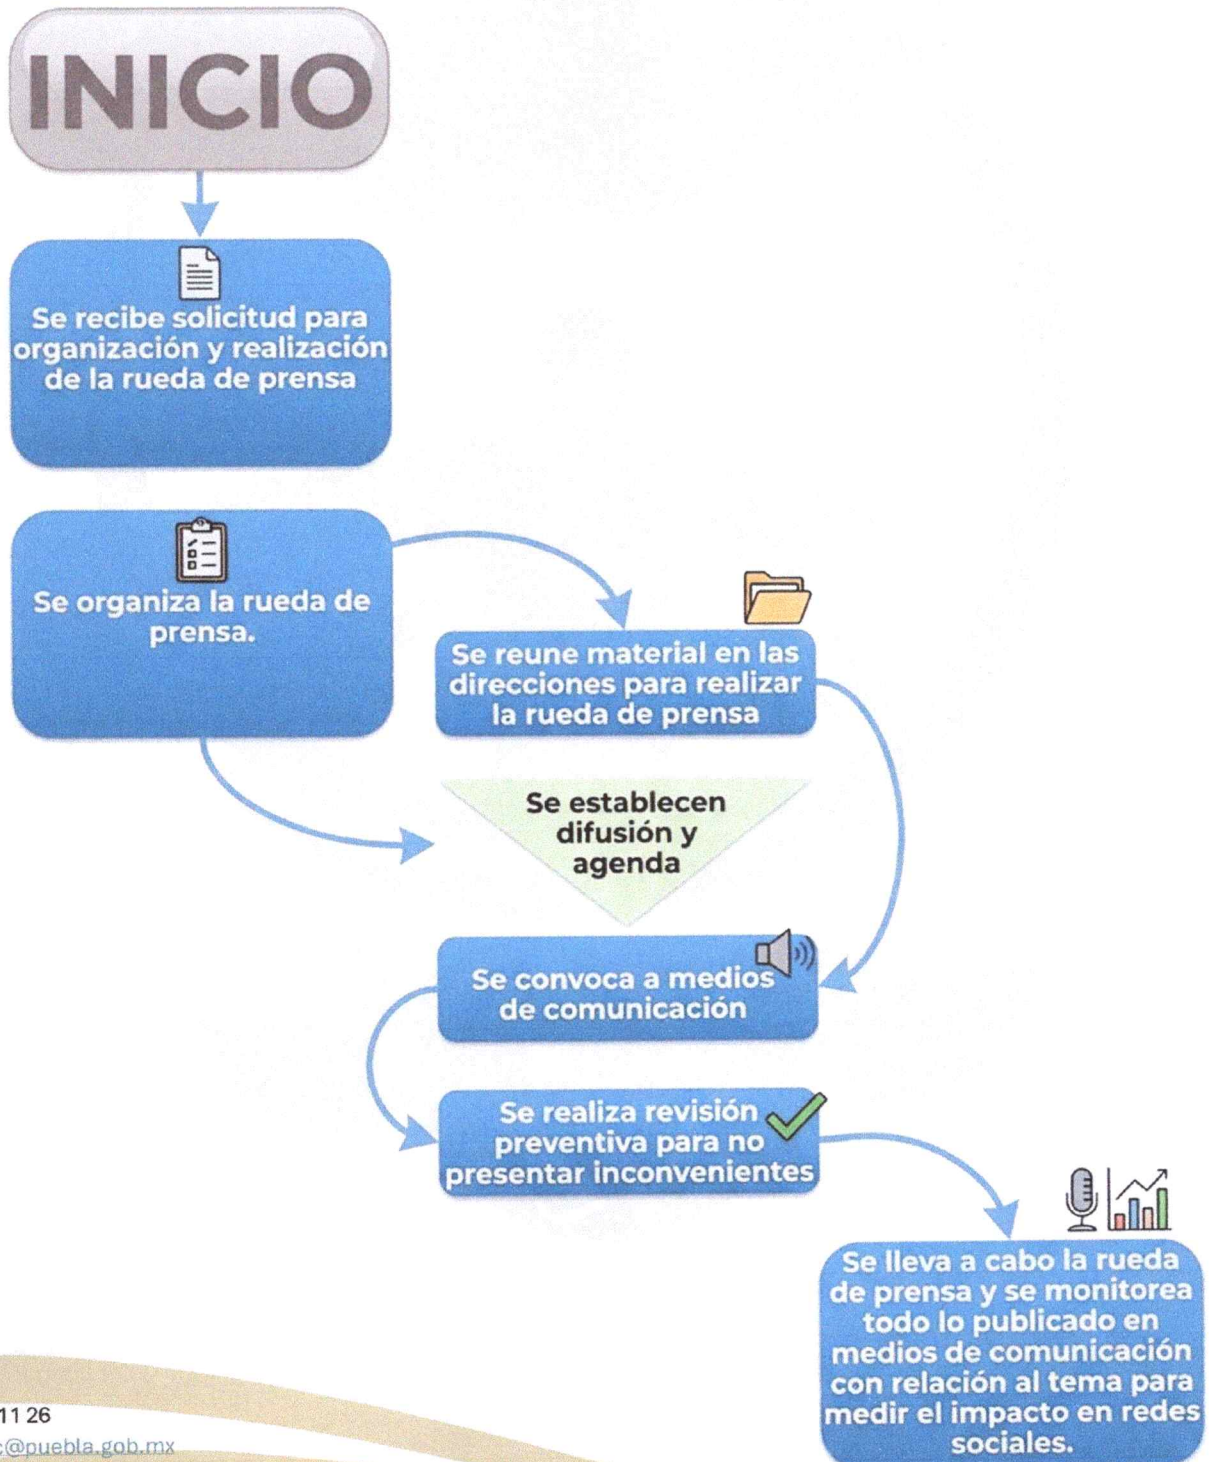 INICIO
Se recibe solicitud para
organización y realización
de la rueda de prensa
Se organiza la rueda de
prensa.
Se reune material en las
direcciones para realizar
la rueda de prensa
Se establecen
difusión y
agenda
Se convoca a medios
de comunicación
Se realiza revisión
preventiva para no
presentar inconvenientes
Se lleva a cabo la rueda
de prensa y se monitorea
todo lo publicado en
medios de comunicación
con relación al tema para
medir el impacto en redes
sociales.
11 26
c@puebla.gob.mx